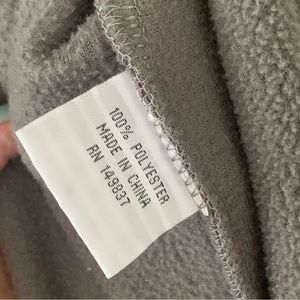 100% POLYESTER
MADE IN CHINA
RN 149837